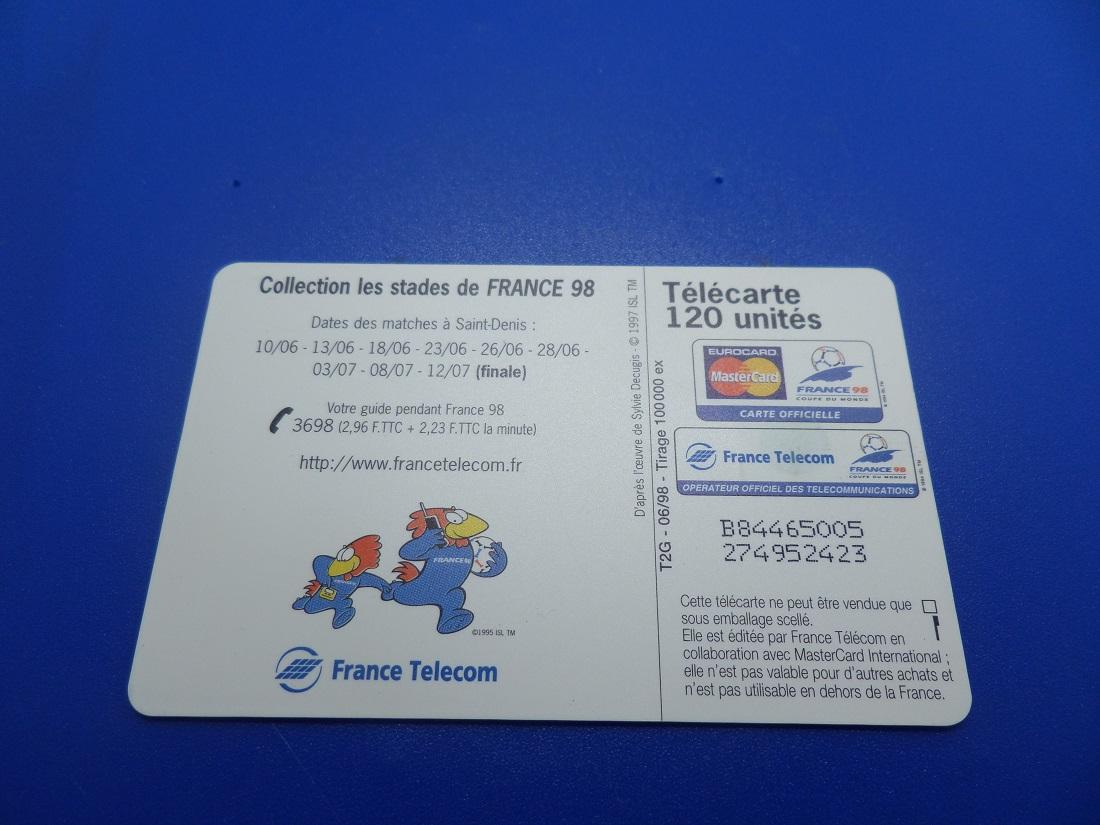 Collection les stades de FRANCE 98
Dates des matches à Saint-Denis :
10/06 - 13/06 - 18/06 - 23/06 - 26/06 - 28/06 -
03/07 - 08/07 - 12/07 (finale)
Votre guide pendant France 98
3698 (2,96 F.TTC + 2,23 F.TTC la minute)
http://www.francetelecom.fr
FRANCE 98
©1995 ISL TM
France Telecom
D'après l'œuvre de Sylvie Decugis - © 1997 ISL TM
T2G - 06/98 - Tirage 100 000 ex
Télécarte
120 unités
EUROCARD
MasterCard
FRANCE 98
COUPE DU MONDE
CARTE OFFICIELLE
France Telecom
FRANCE 98
COUPE DU MONDE
OPERATEUR OFFICIEL DES TELECOMMUNICATIONS
B84465005
274952423
Cette télécarte ne peut être vendue que
sous emballage scellé.
Elle est éditée par France Télécom en
collaboration avec MasterCard International ;
elle n'est pas valable pour d'autres achats et
n'est pas utilisable en dehors de la France.